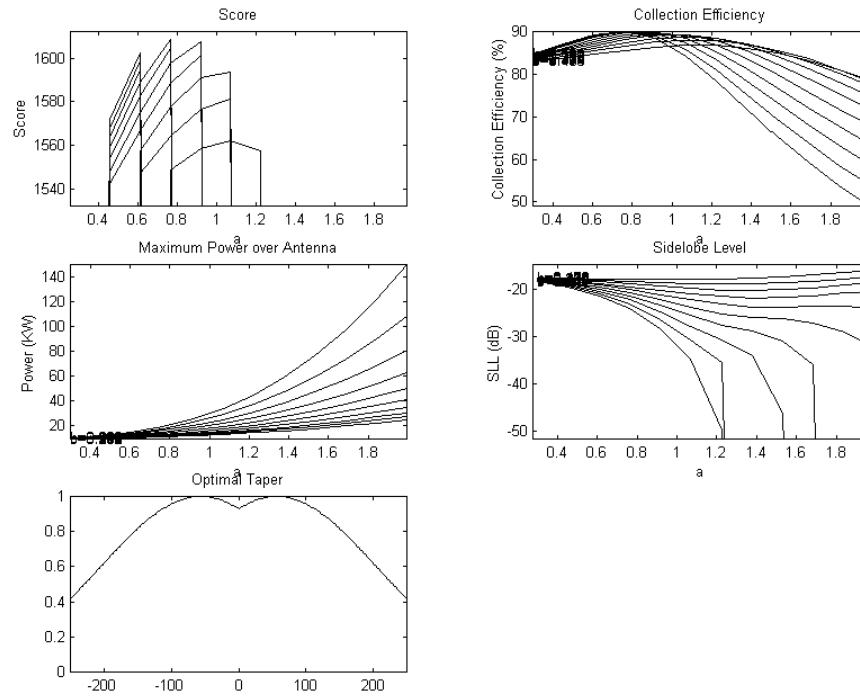 Score
Score
1600
1580
1560
1540
0.4 0.6 0.8 1 1.2 1.4 1.6 1.8
a
Collection Efficiency
Collection Efficiency (%)
90
80
70
60
50
0.4 0.6 0.8 1 1.2 1.4 1.6 1.8
a
Maximum Power over Antenna
Power (KW)
140
120
100
80
60
40
20
0.4 0.6 0.8 1 1.2 1.4 1.6 1.8
a
Sidelobe Level
SLL (dB)
-20
-30
-40
-50
0.4 0.6 0.8 1 1.2 1.4 1.6 1.8
a
Optimal Taper
1
0.8
0.6
0.4
0.2
0
-200 -100 0 100 200